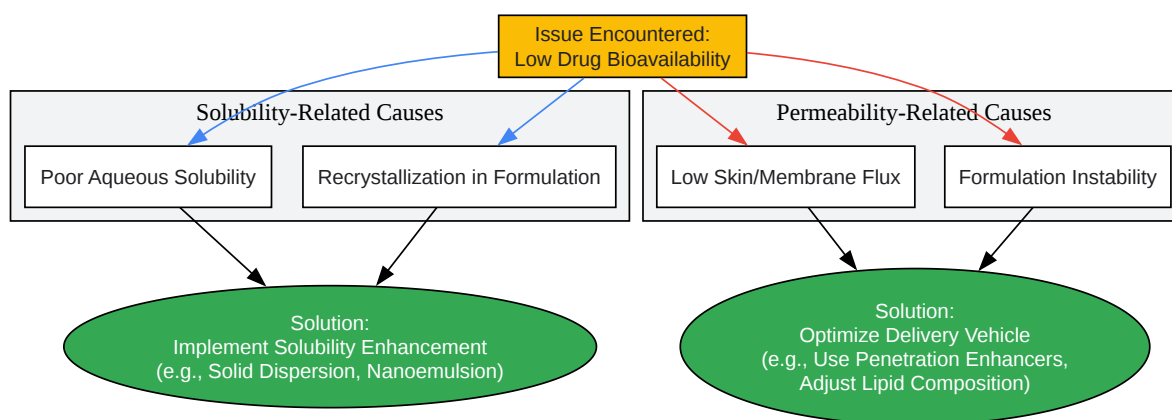 Issue Encountered:
Low Drug Bioavailability
Solubility-Related Causes
Permeability-Related Causes
Poor Aqueous Solubility
Recrystallization in Formulation
Low Skin/Membrane Flux
Formulation Instability
Solution:
Implement Solubility Enhancement
(e.g., Solid Dispersion, Nanoemulsion)
Solution:
Optimize Delivery Vehicle
(e.g., Use Penetration Enhancers,
Adjust Lipid Composition)